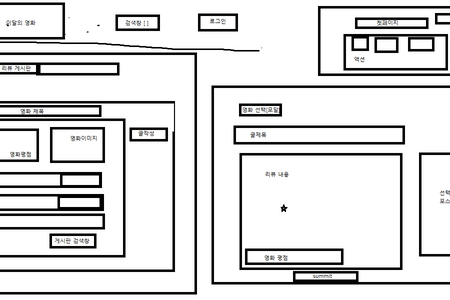 이달의 영화
검색창 [ ]
로그인
첫페이지
액션
리뷰 게시판
영화 제목
영화평점
영화이미지
글작성
게시판 검색창
영화 선택[모달]
글제목
리뷰 내용
영화 평점
summit
선택
포스